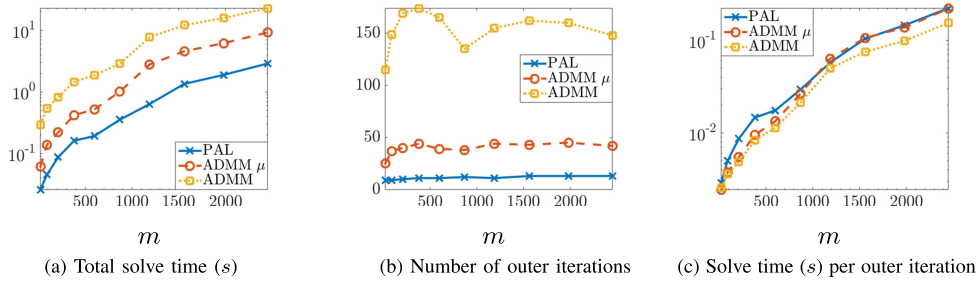 10^1
10^0
10^-1
PAL
ADMM μ
ADMM
500 1000 1500 2000
m
(a) Total solve time (s)
150
100
50
0
PAL
ADMM μ
ADMM
500 1000 1500 2000
m
(b) Number of outer iterations
10^-1
10^-2
PAL
ADMM μ
ADMM
500 1000 1500 2000
m
(c) Solve time (s) per outer iteration